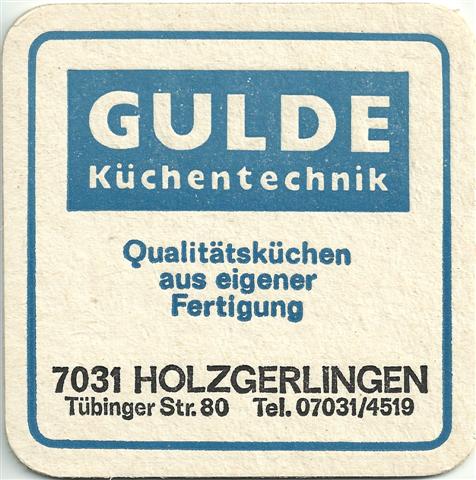 GULDE
Küchentechnik
Qualitätsküchen
aus eigener
Fertigung
7031 HOLZGERLINGEN
Tübinger Str. 80 Tel. 07031/4519